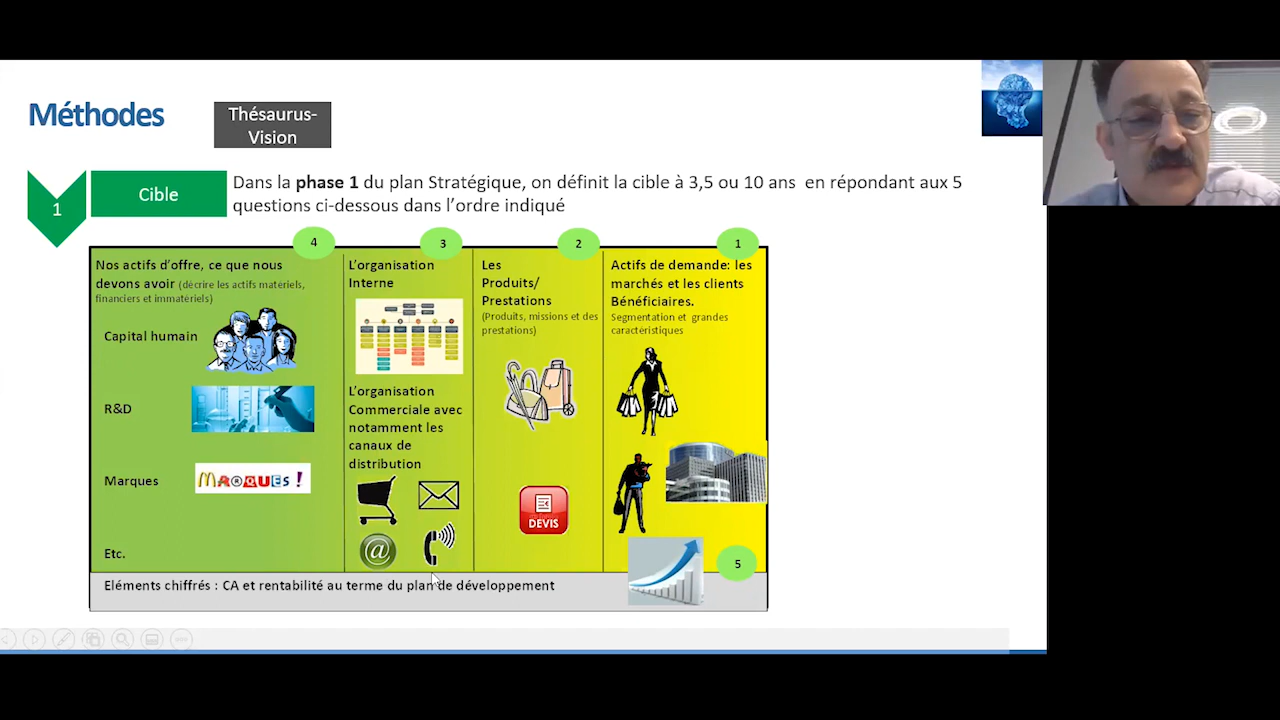 Méthodes
Thésaurus-
Vision
1
Cible
Dans la phase 1 du plan Stratégique, on définit la cible à 3,5 ou 10 ans en répondant aux 5
questions ci-dessous dans l’ordre indiqué
4
Nos actifs d’offre, ce que nous
devons avoir (décrire les actifs matériels,
financiers et immatériels)
Capital humain
R&D
Marques
MARQUES !
Etc.
3
L’organisation
Interne
L’organisation
Commerciale avec
notamment les
canaux de
distribution
@
2
Les
Produits/
Prestations
(Produits, missions et des
prestations)
DEVIS
1
Actifs de demande: les
marchés et les clients
Bénéficiaires.
Segmentation et grandes
caractéristiques
5
Eléments chiffrés : CA et rentabilité au terme du plan de développement